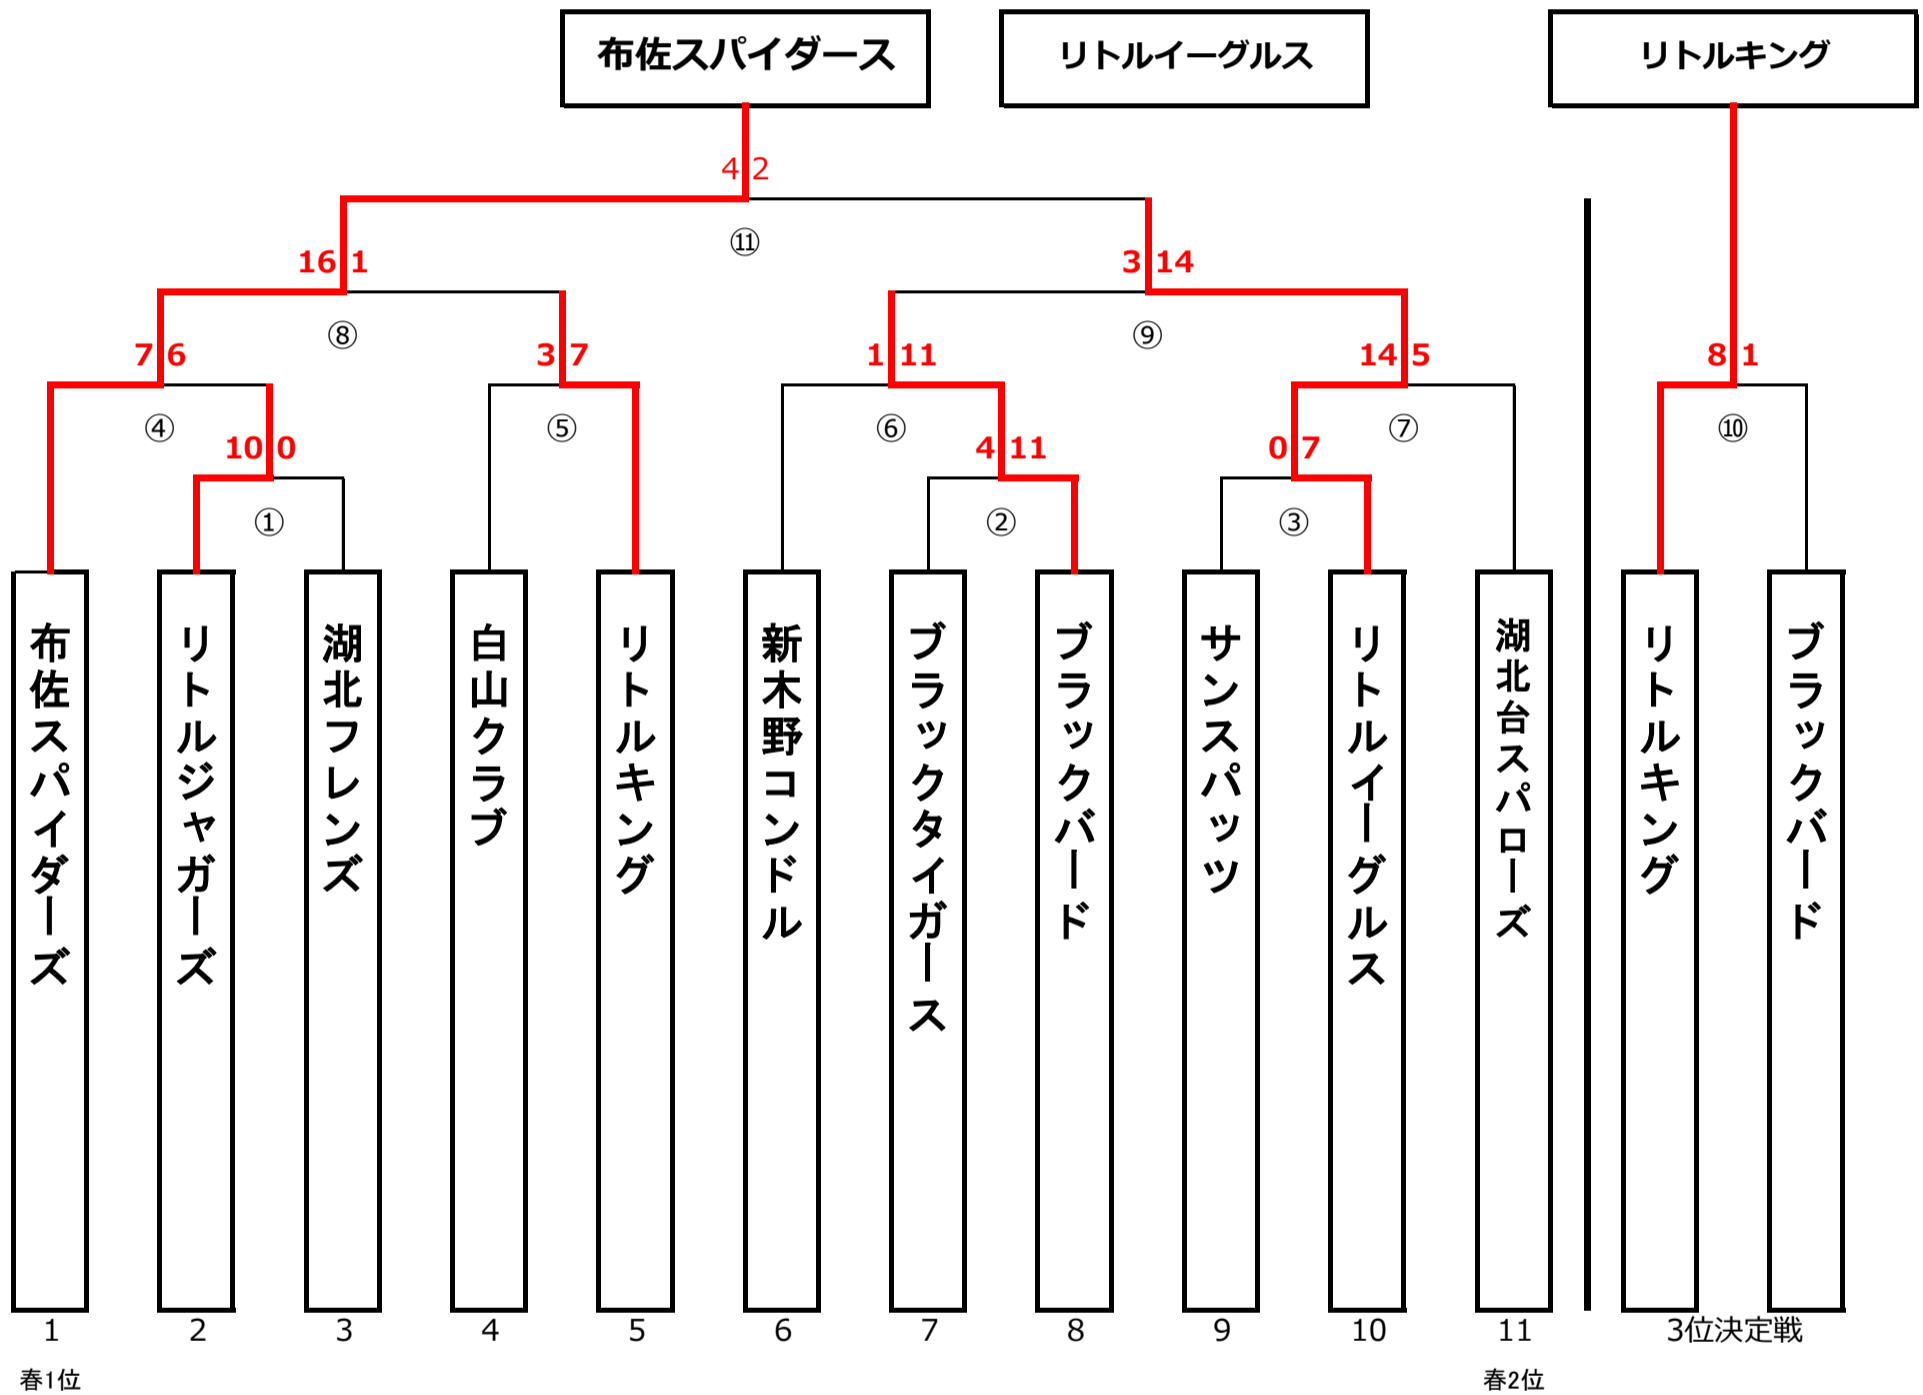 布佐スパイダース リトルイーグルス リトルキング
4 2
⑪
16 1 3 14
⑧ ⑨
7 6 3 7 1 11 14 5 8 1
④ ⑤ ⑥ ⑦ ⑩
10 0 4 11 0 7
① ② ③
布佐スパイダーズ
リトルジャガーズ
湖北フレンズ
白山クラブ
リトルキング
新木野コンドル
ブラックタイガース
ブラックバード
サンスパッツ
リトルイーグルス
湖北台スパローズ
リトルキング
ブラックバード
1 2 3 4 5 6 7 8 9 10 11 3位決定戦
春1位 春2位